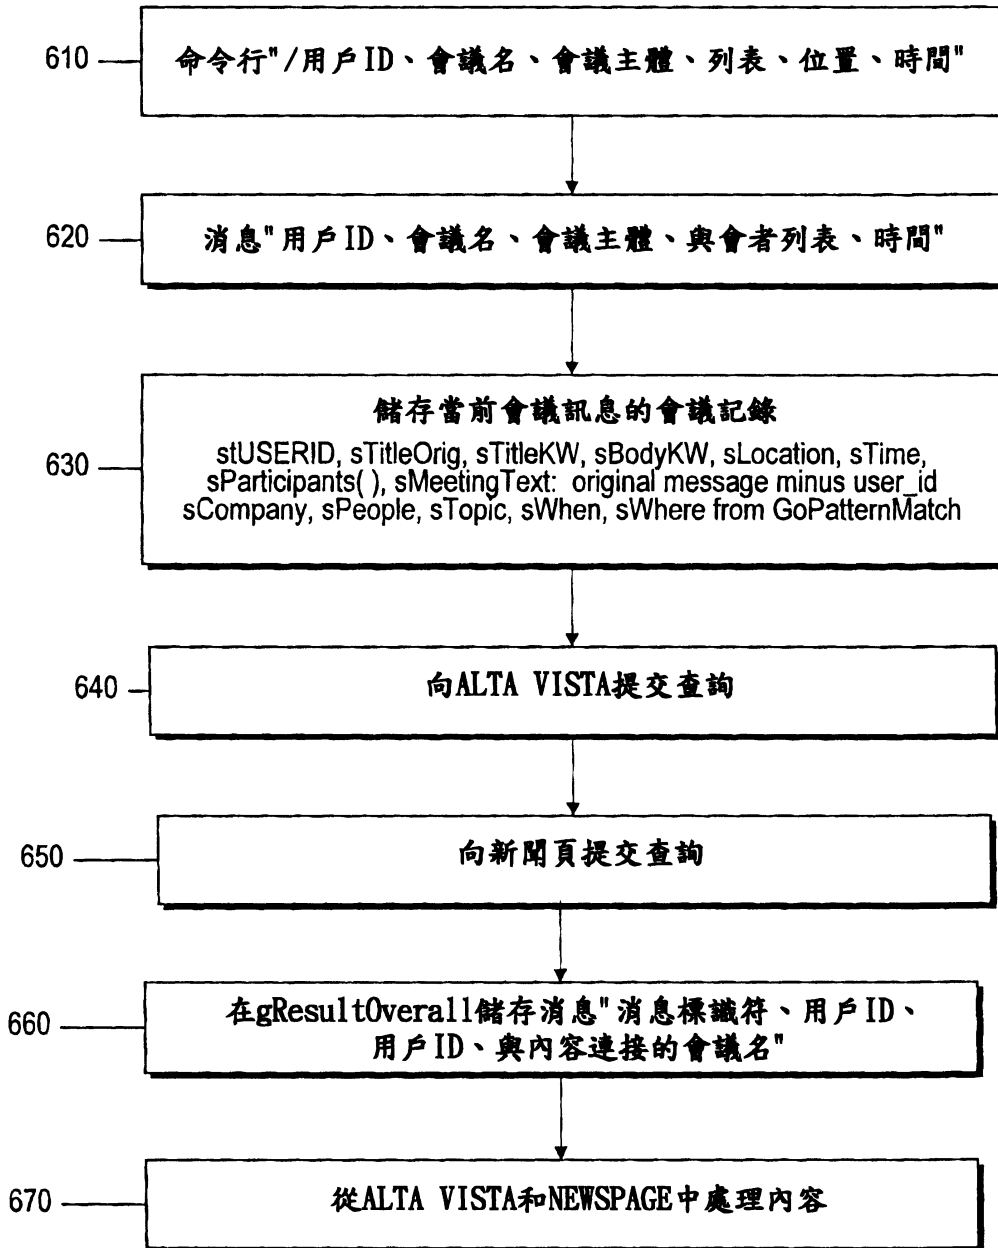 610
命令行"/用戶ID、會議名、會議主體、列表、位置、時間"
620
消息"用戶ID、會議名、會議主體、與會者列表、時間"
630
儲存當前會議訊息的會議記錄
stUSERID, sTitleOrig, sTitleKW, sBodyKW, sLocation, sTime,
sParticipants( ), sMeetingText: original message minus user_id
sCompany, sPeople, sTopic, sWhen, sWhere from GoPatternMatch
640
向ALTA VISTA提交查詢
650
向新聞頁提交查詢
660
在gResultOverall儲存消息"消息標識符、用戶ID、
用戶ID、與內容連接的會議名"
670
從ALTA VISTA和NEWSPAGE中處理內容